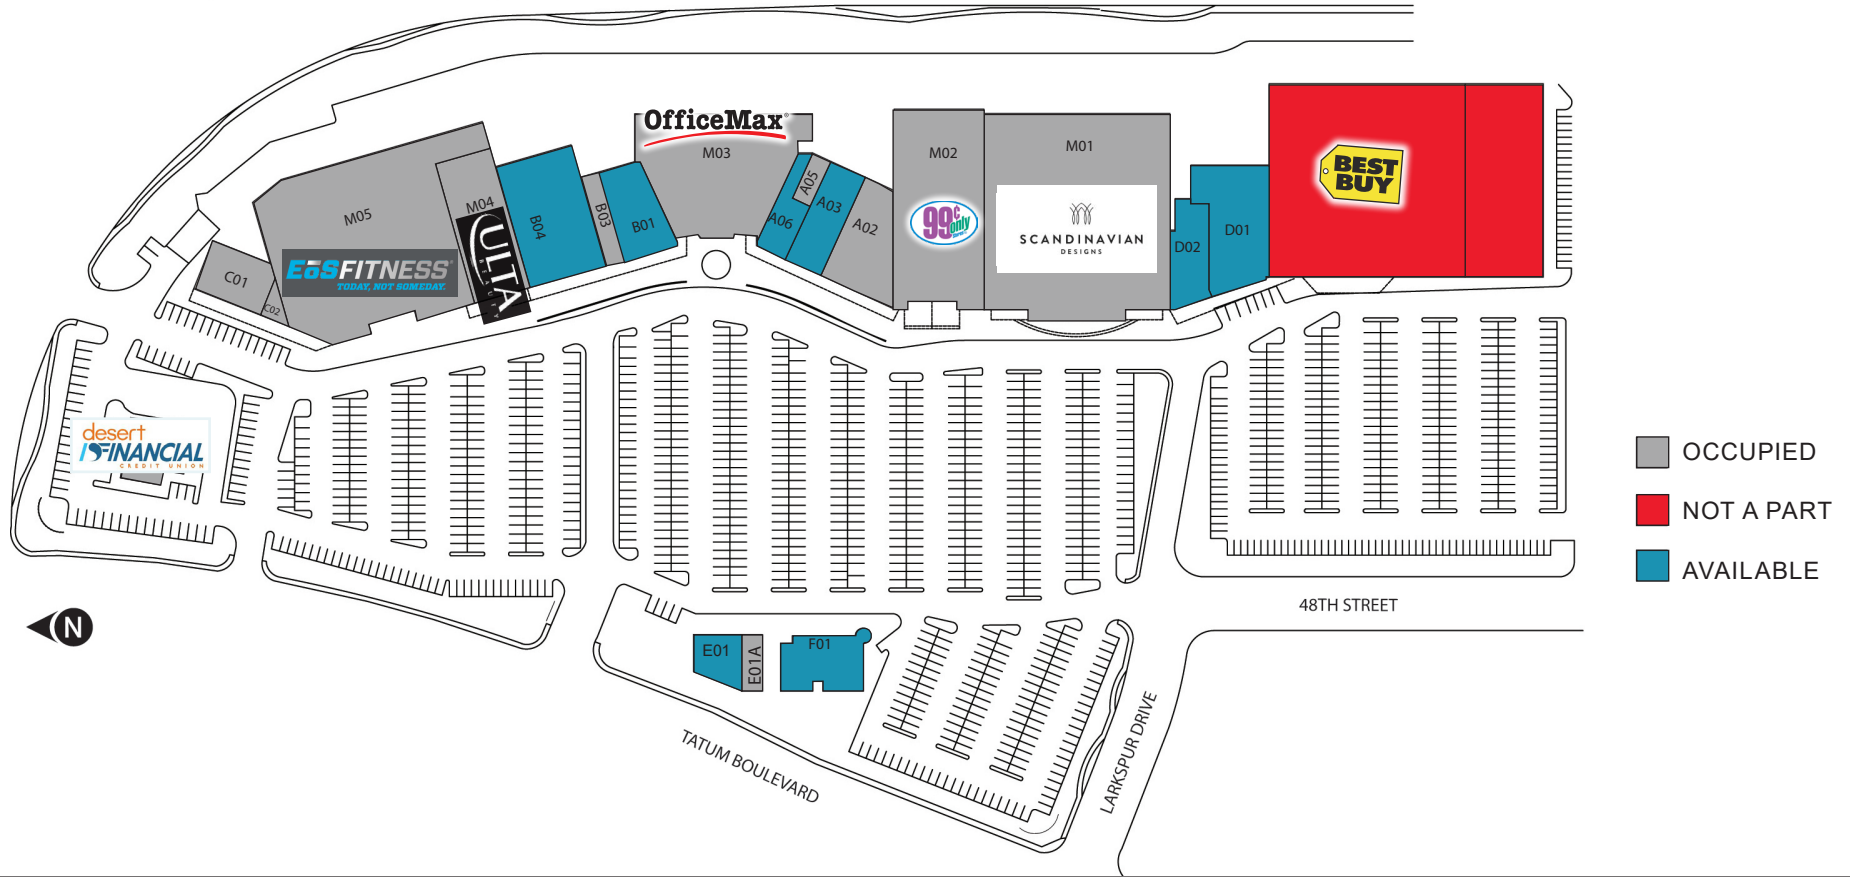 OfficeMax®
M03
M02
M01
BEST
BUY
M05
M04
B04
B03
B01
A05
A06
A03
A02
99¢
only
SCANDINAVIAN
DESIGNS
D02
D01
C01
C02
EōSFITNESS
TODAY, NOT SOMEDAY.
ULTA
BEAUTY
desert
FINANCIAL
CREDIT UNION
OCCUPIED
NOT A PART
AVAILABLE
N
48TH STREET
E01
E01A
F01
TATUM BOULEVARD
LARKSPUR DRIVE